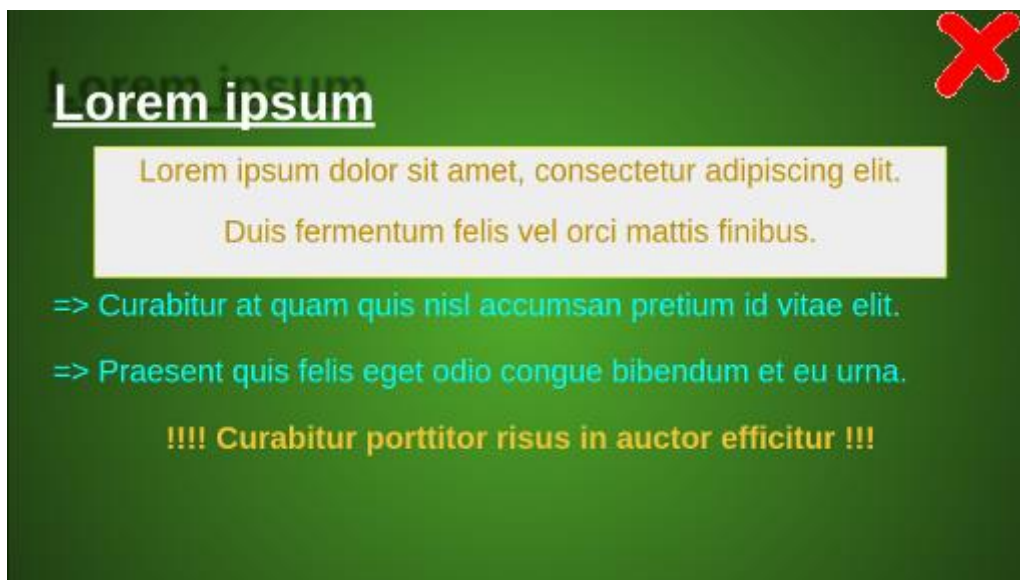 Lorem ipsum
Lorem ipsum dolor sit amet, consectetur adipiscing elit.
Duis fermentum felis vel orci mattis finibus.
=> Curabitur at quam quis nisl accumsan pretium id vitae elit.
=> Praesent quis felis eget odio congue bibendum et eu urna.
!!!! Curabitur porttitor risus in auctor efficitur !!!